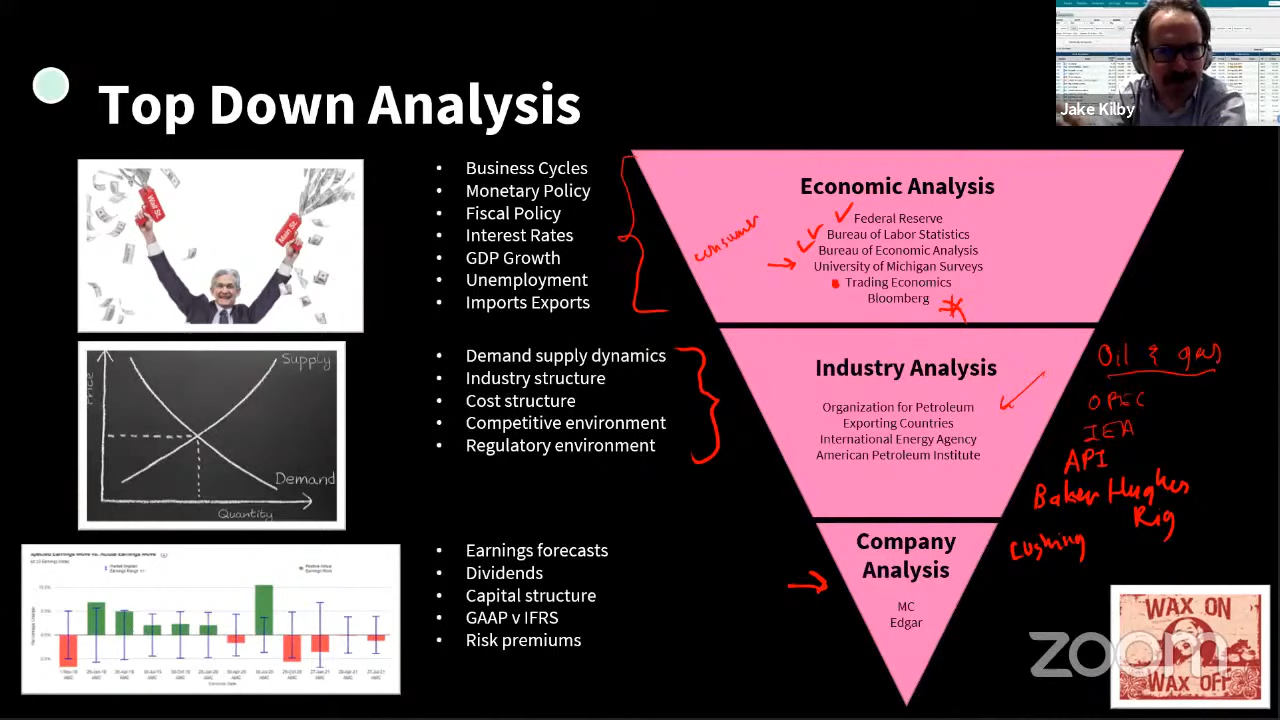 Jake Kilby
Top Down Analysis
Wall St.
Main St.
• Business Cycles
• Monetary Policy
• Fiscal Policy
• Interest Rates
• GDP Growth
• Unemployment
• Imports Exports
consumer
Economic Analysis
Federal Reserve
Bureau of Labor Statistics
Bureau of Economic Analysis
University of Michigan Surveys
Trading Economics
Bloomberg
Price
Supply
Demand
Quantity
• Demand supply dynamics
• Industry structure
• Cost structure
• Competitive environment
• Regulatory environment
Industry Analysis
Organization for Petroleum
Exporting Countries
International Energy Agency
American Petroleum Institute
Oil & gas
OPEC
IEA
API
Baker Hughes
Rig
cushing
• Earnings forecasts
• Dividends
• Capital structure
• GAAP v IFRS
• Risk premiums
Company
Analysis
MC
Edgar
WAX ON
WAX OFF
zoom